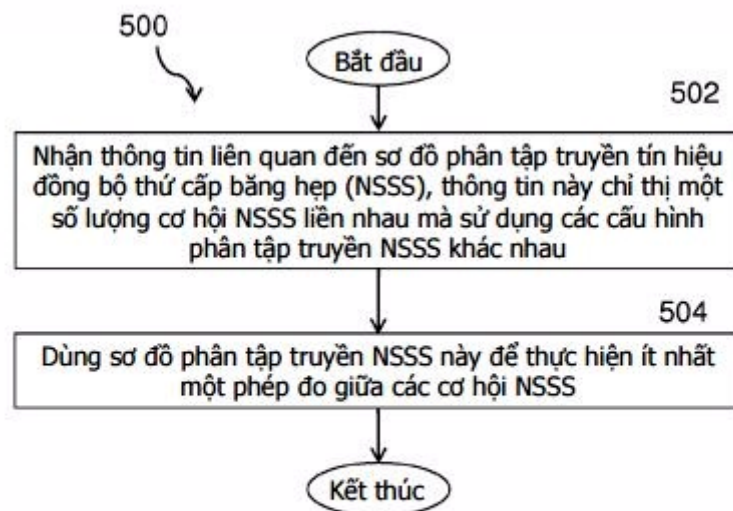 500
Bắt đầu
502
Nhận thông tin liên quan đến sơ đồ phân tập truyền tín hiệu
đồng bộ thứ cấp băng hẹp (NSSS), thông tin này chỉ thị một
số lượng cơ hội NSSS liền nhau mà sử dụng các cấu hình
phân tập truyền NSSS khác nhau
504
Dùng sơ đồ phân tập truyền NSSS này để thực hiện ít nhất
một phép đo giữa các cơ hội NSSS
Kết thúc